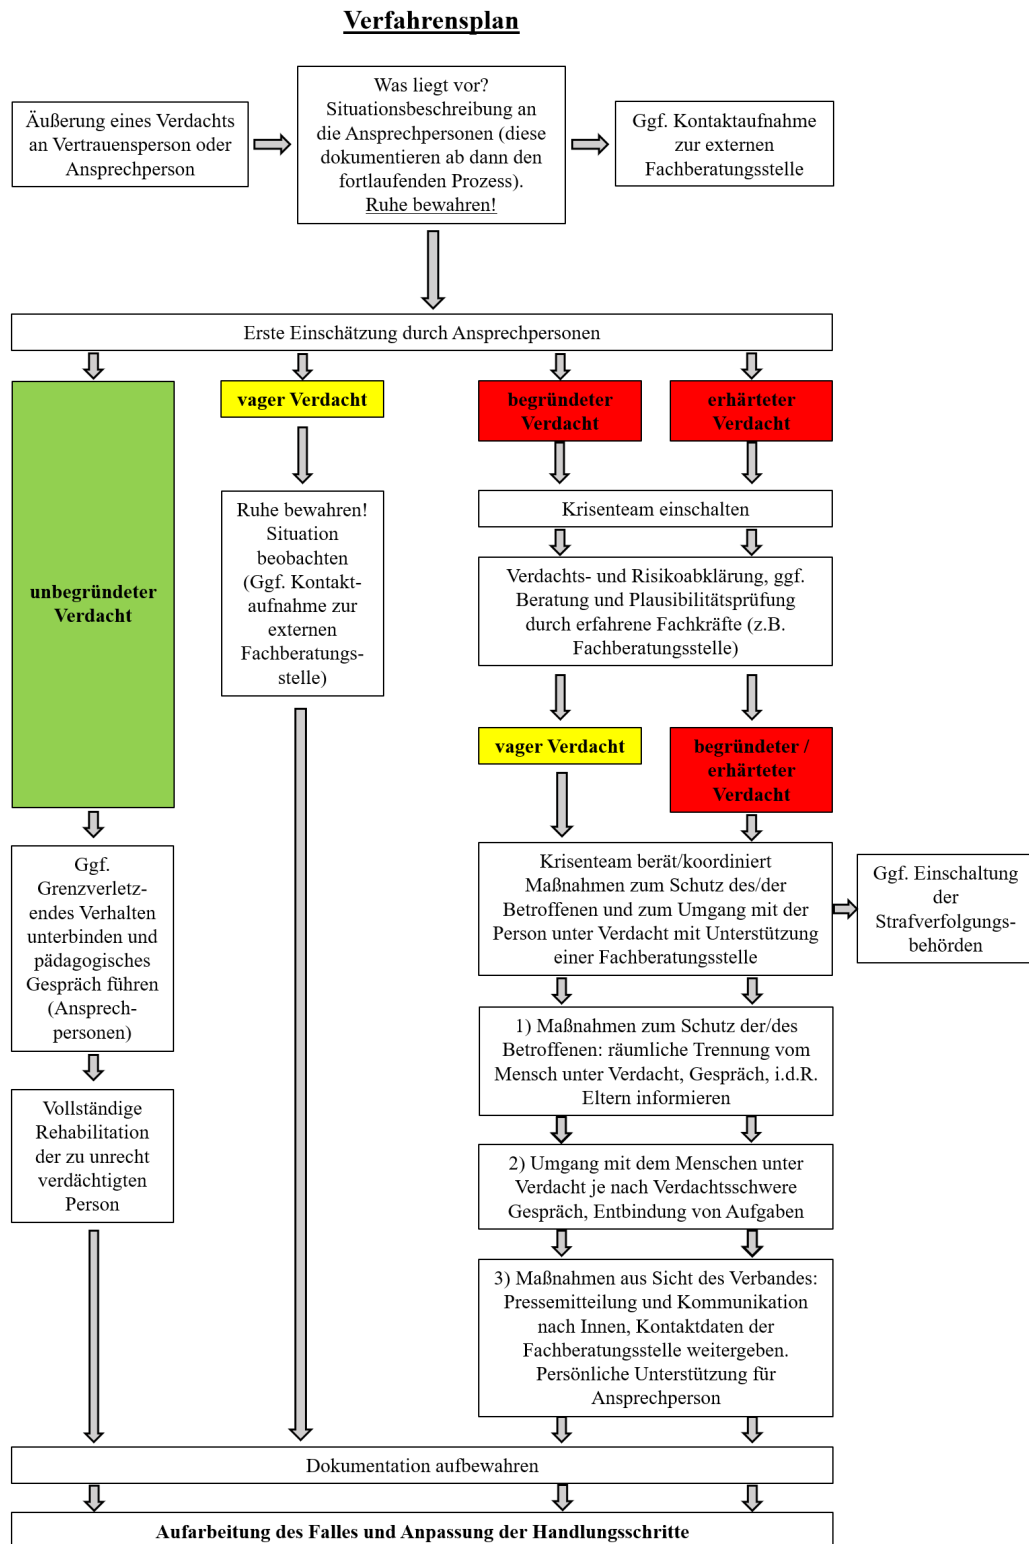 Verfahrensplan
Äußerung eines Verdachts
an Vertrauensperson oder
Ansprechperson
Was liegt vor?
Situationsbeschreibung an
die Ansprechpersonen (diese
dokumentieren ab dann den
fortlaufenden Prozess).
Ruhe bewahren!
Ggf. Kontaktaufnahme
zur externen
Fachberatungsstelle
Erste Einschätzung durch Ansprechpersonen
unbegründeter
Verdacht
vager Verdacht
begründeter
Verdacht
erhärteter
Verdacht
Ruhe bewahren!
Situation
beobachten
(Ggf. Kontakt-
aufnahme zur
externen
Fachberatungs-
stelle)
Krisenteam einschalten
Verdachts- und Risikoabklärung, ggf.
Beratung und Plausibilitätsprüfung
durch erfahrene Fachkräfte (z.B.
Fachberatungsstelle)
vager Verdacht
begründeter /
erhärteter
Verdacht
Ggf.
Grenzverletz-
endes Verhalten
unterbinden und
pädagogisches
Gespräch führen
(Ansprech-
personen)
Krisenteam berät/koordiniert
Maßnahmen zum Schutz des/der
Betroffenen und zum Umgang mit der
Person unter Verdacht mit Unterstützung
einer Fachberatungsstelle
Ggf. Einschaltung
der
Strafverfolgungs-
behörden
1) Maßnahmen zum Schutz der/des
Betroffenen: räumliche Trennung vom
Mensch unter Verdacht, Gespräch, i.d.R.
Eltern informieren
Vollständige
Rehabilitation
der zu unrecht
verdächtigten
Person
2) Umgang mit dem Menschen unter
Verdacht je nach Verdachtsschwere
Gespräch, Entbindung von Aufgaben
3) Maßnahmen aus Sicht des Verbandes:
Pressemitteilung und Kommunikation
nach Innen, Kontaktdaten der
Fachberatungsstelle weitergeben.
Persönliche Unterstützung für
Ansprechperson
Dokumentation aufbewahren
Aufarbeitung des Falles und Anpassung der Handlungsschritte